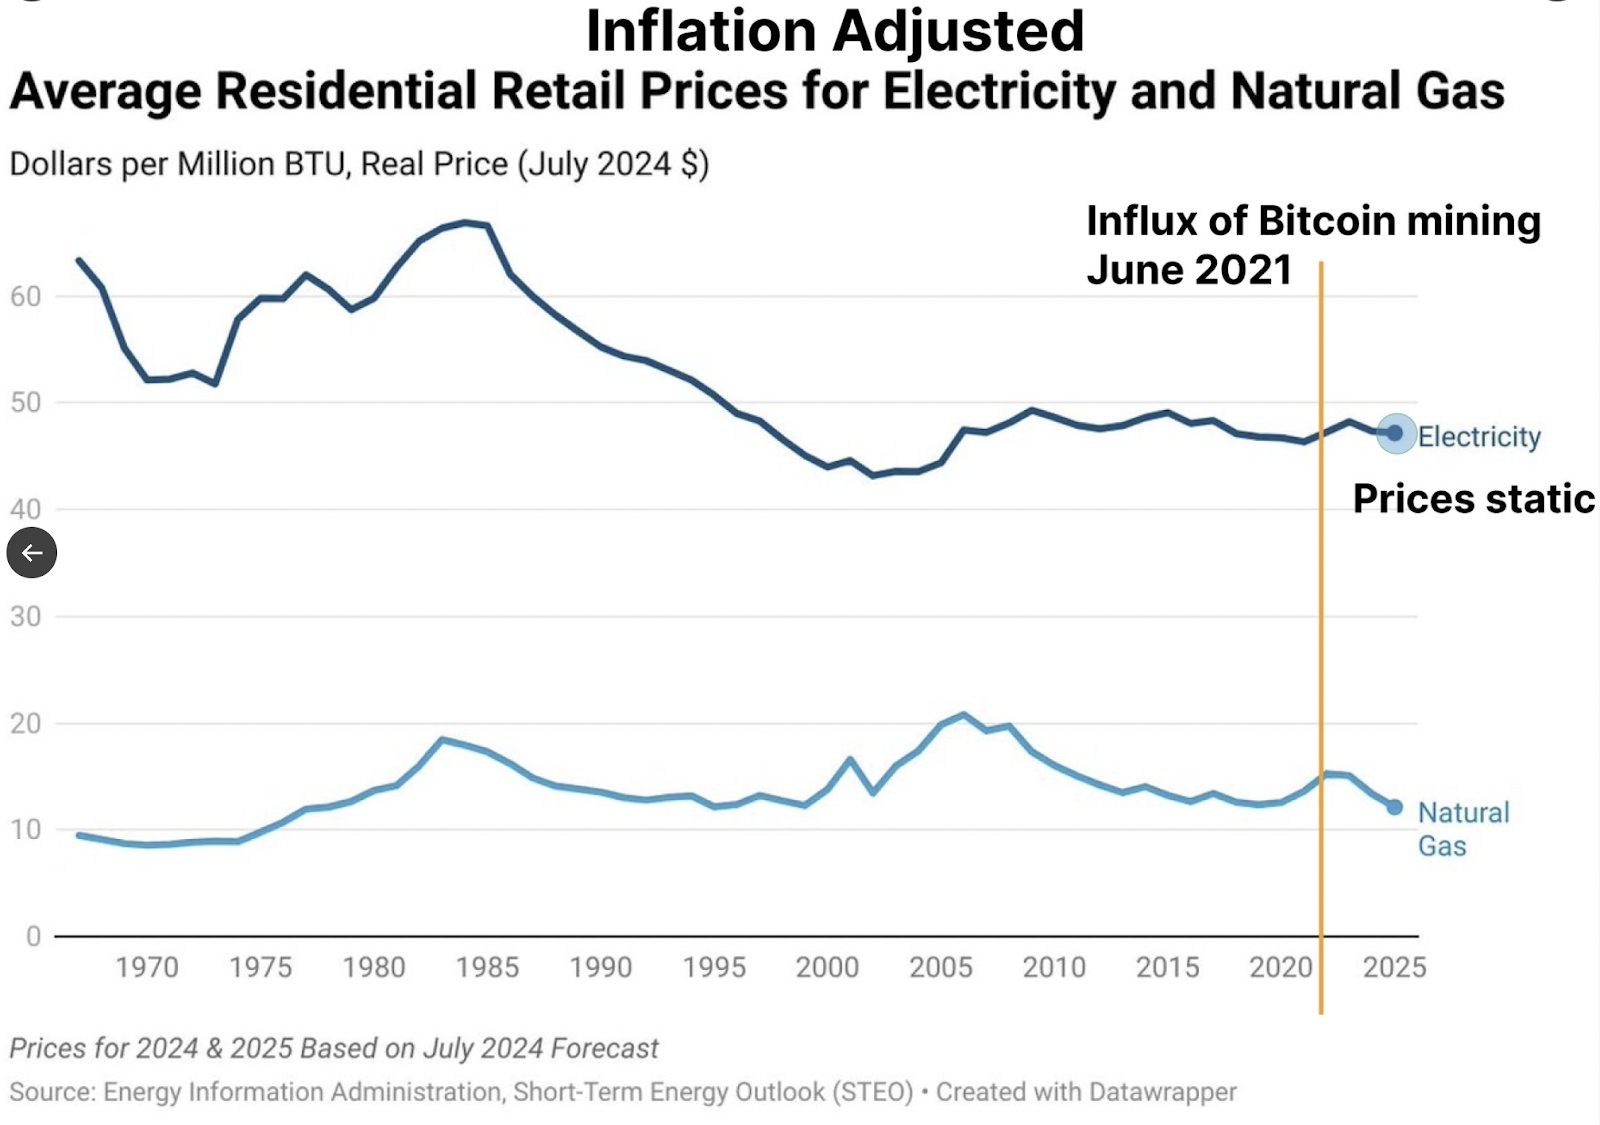 Inflation Adjusted
Average Residential Retail Prices for Electricity and Natural Gas
Dollars per Million BTU, Real Price (July 2024 $)
Influx of Bitcoin mining
June 2021
60
50
Electricity
40
Prices static
30
20
Natural
Gas
10
0
1970 1975 1980 1985 1990 1995 2000 2005 2010 2015 2020 2025
Prices for 2024 & 2025 Based on July 2024 Forecast
Source: Energy Information Administration, Short-Term Energy Outlook (STEO) • Created with Datawrapper